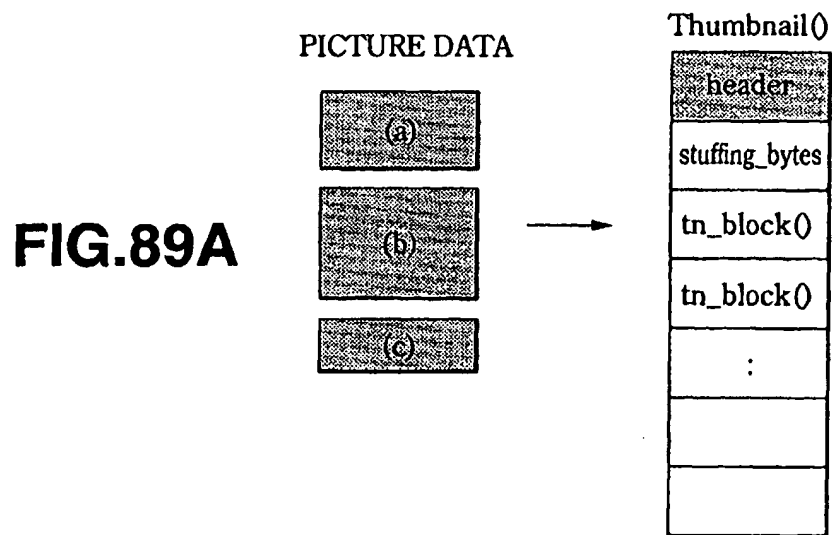 FIG.89A
PICTURE DATA
(a)
(b)
(c)
Thumbnail()
header
stuffing_bytes
tn_block()
tn_block()
: